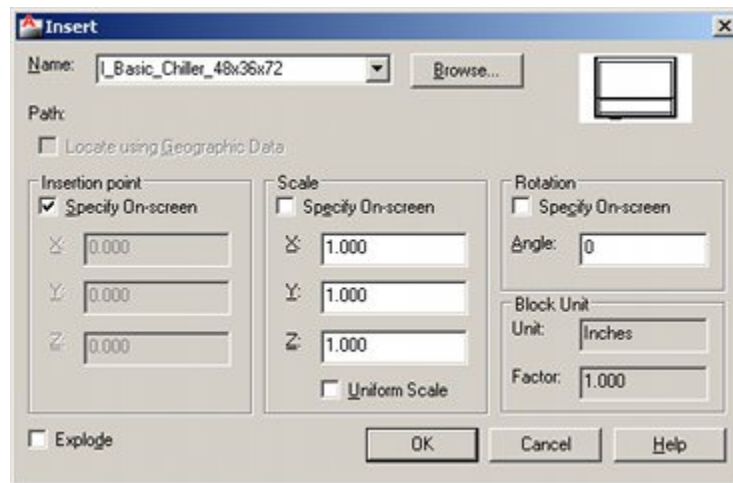 Insert
Name: I_Basic_Chiller_48x36x72 Browse...
Path:
Locate using Geographic Data
Insertion point Scale Rotation
Specify On-screen Specify On-screen Specify On-screen
X: 0.000 X: 1.000 Angle: 0
Y: 0.000 Y: 1.000 Block Unit
Unit: Inches
Z: 0.000 Z: 1.000
Factor: 1.000
Uniform Scale
Explode OK Cancel Help